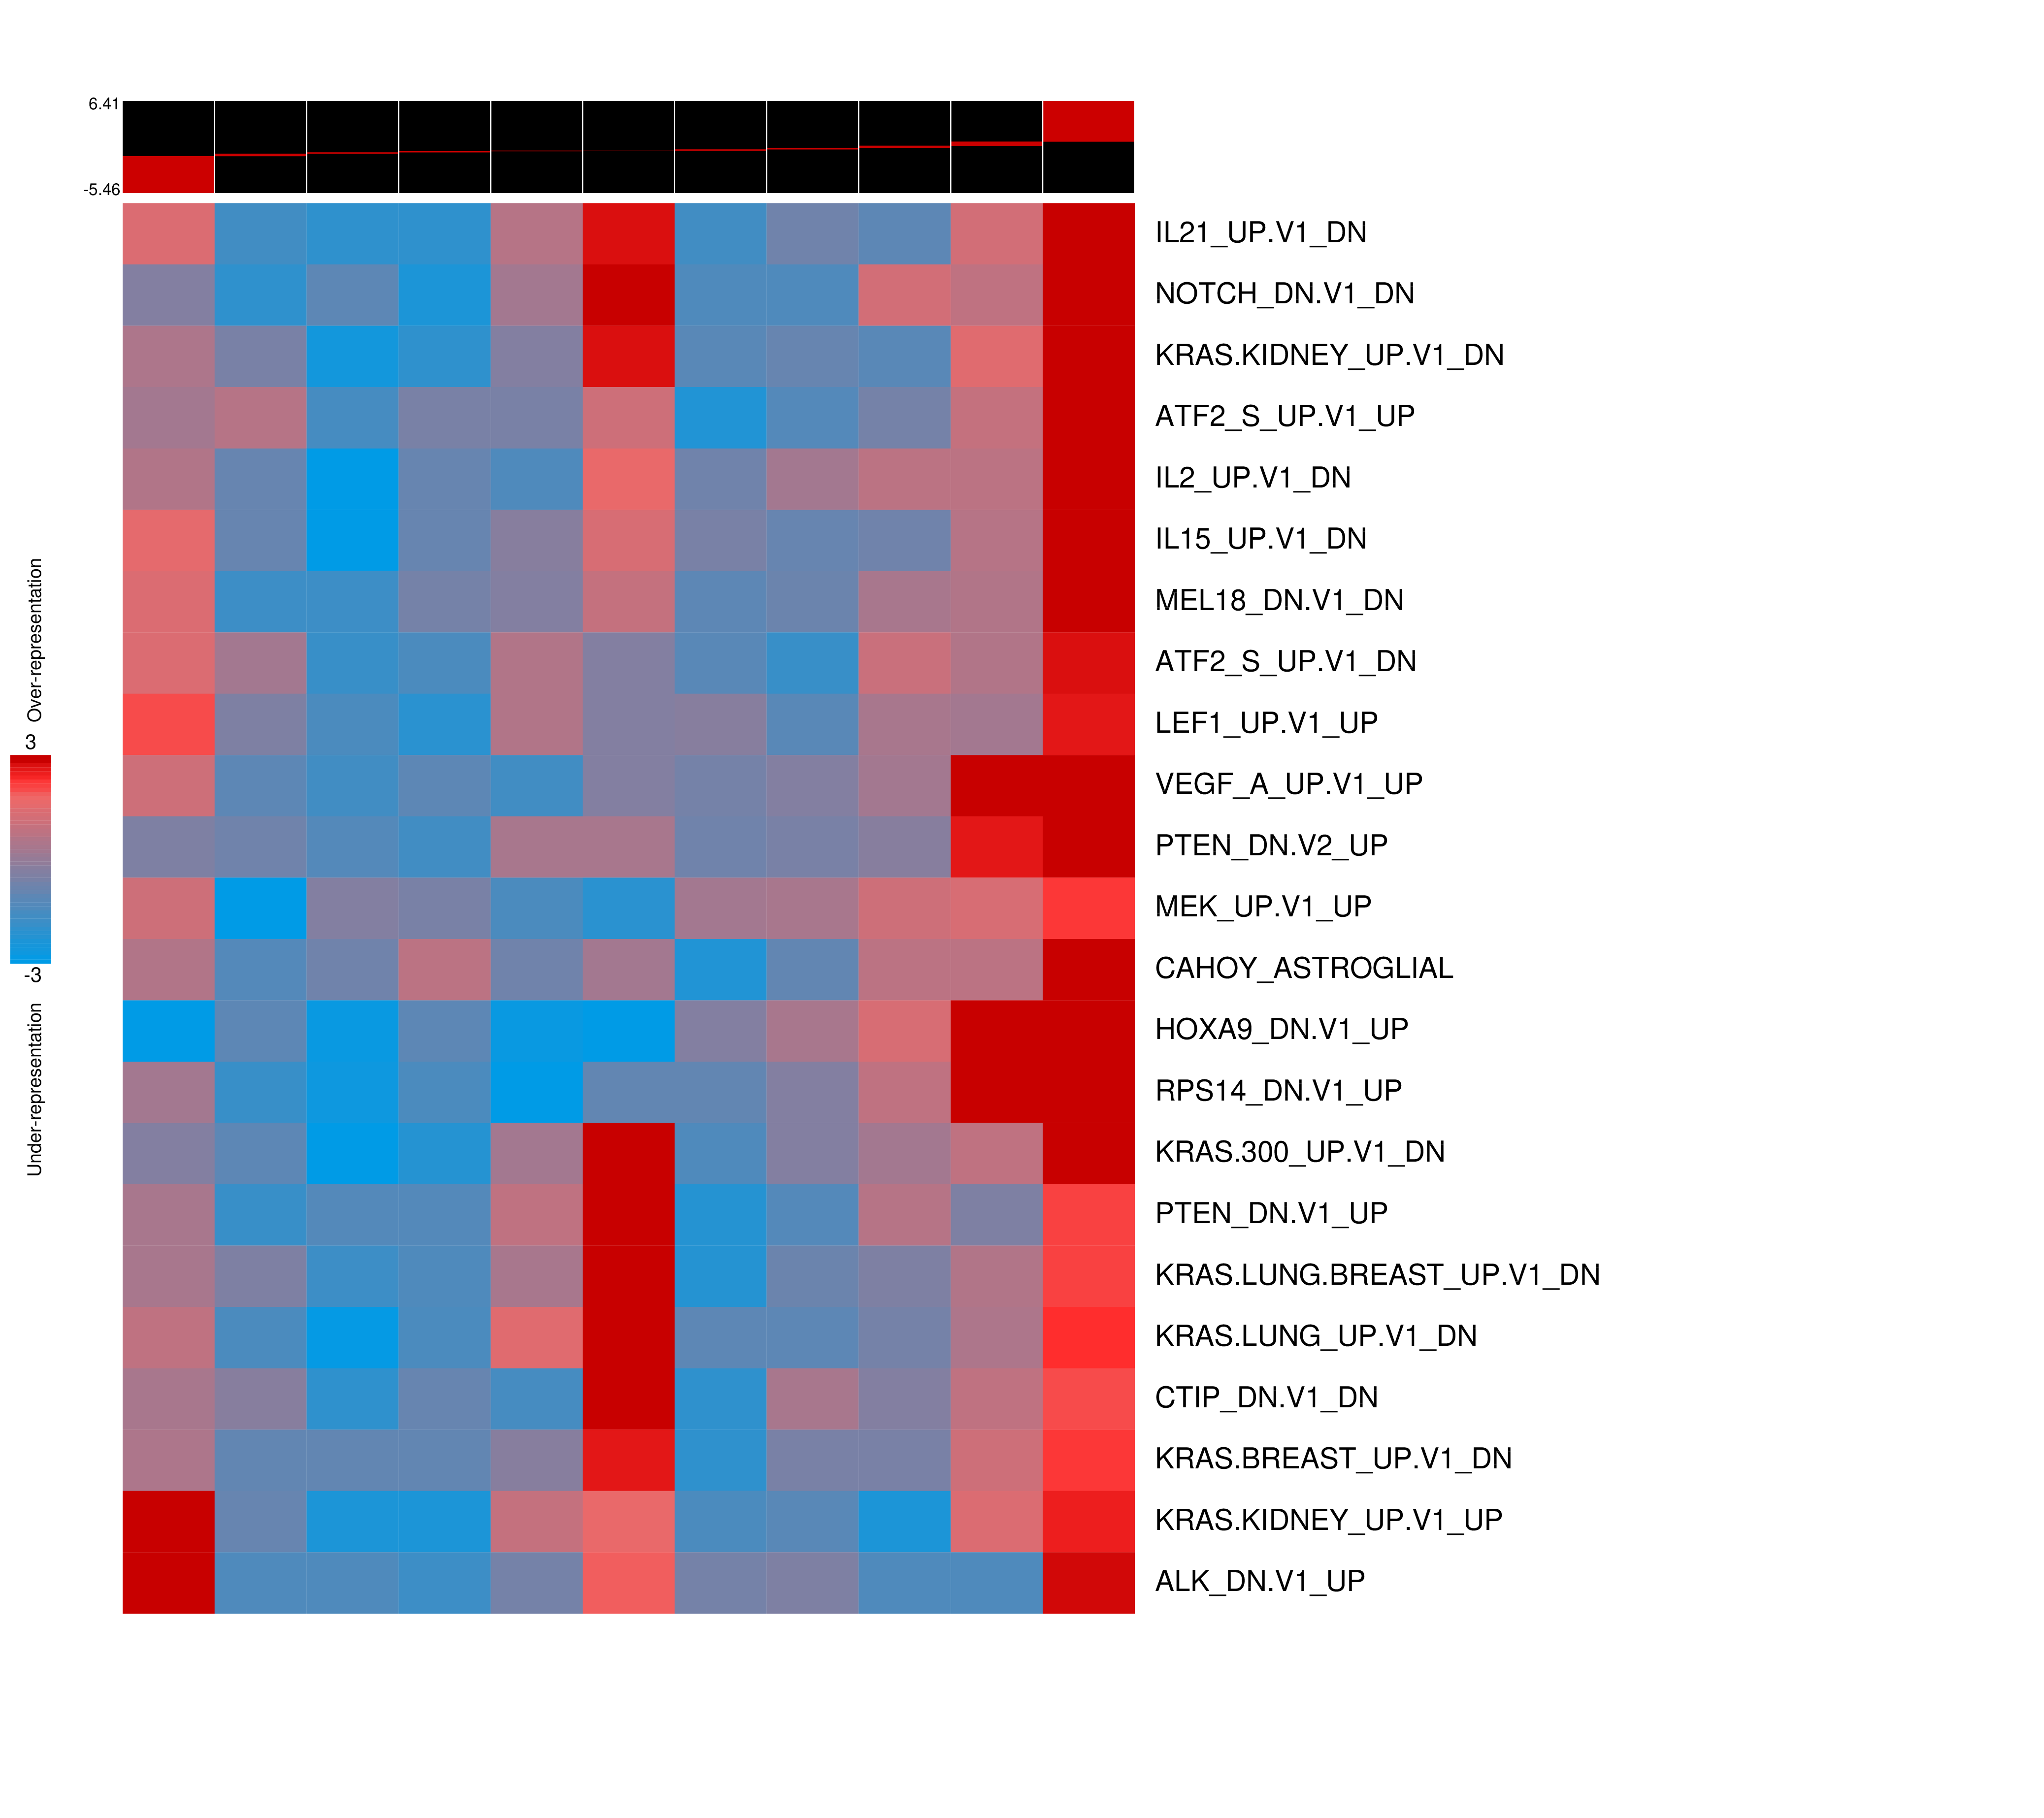 6.41
-5.46
IL21_UP.V1_DN
NOTCH_DN.V1_DN
KRAS.KIDNEY_UP.V1_DN
ATF2_S_UP.V1_UP
IL2_UP.V1_DN
IL15_UP.V1_DN
MEL18_DN.V1_DN
ATF2_S_UP.V1_DN
LEF1_UP.V1_UP
VEGF_A_UP.V1_UP
PTEN_DN.V2_UP
MEK_UP.V1_UP
CAHOY_ASTROGLIAL
HOXA9_DN.V1_UP
RPS14_DN.V1_UP
KRAS.300_UP.V1_DN
PTEN_DN.V1_UP
KRAS.LUNG.BREAST_UP.V1_DN
KRAS.LUNG_UP.V1_DN
CTIP_DN.V1_DN
KRAS.BREAST_UP.V1_DN
KRAS.KIDNEY_UP.V1_UP
ALK_DN.V1_UP
Over-representation
3
-3
Under-representation